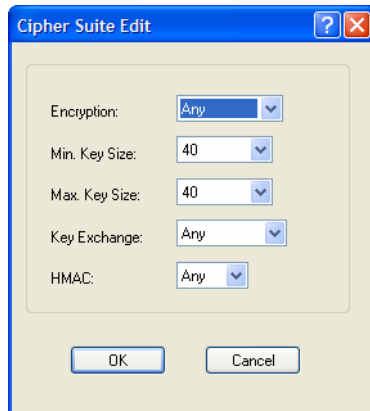 Cipher Suite Edit
Encryption: Any
Min. Key Size: 40
Max. Key Size: 40
Key Exchange: Any
HMAC: Any
OK Cancel